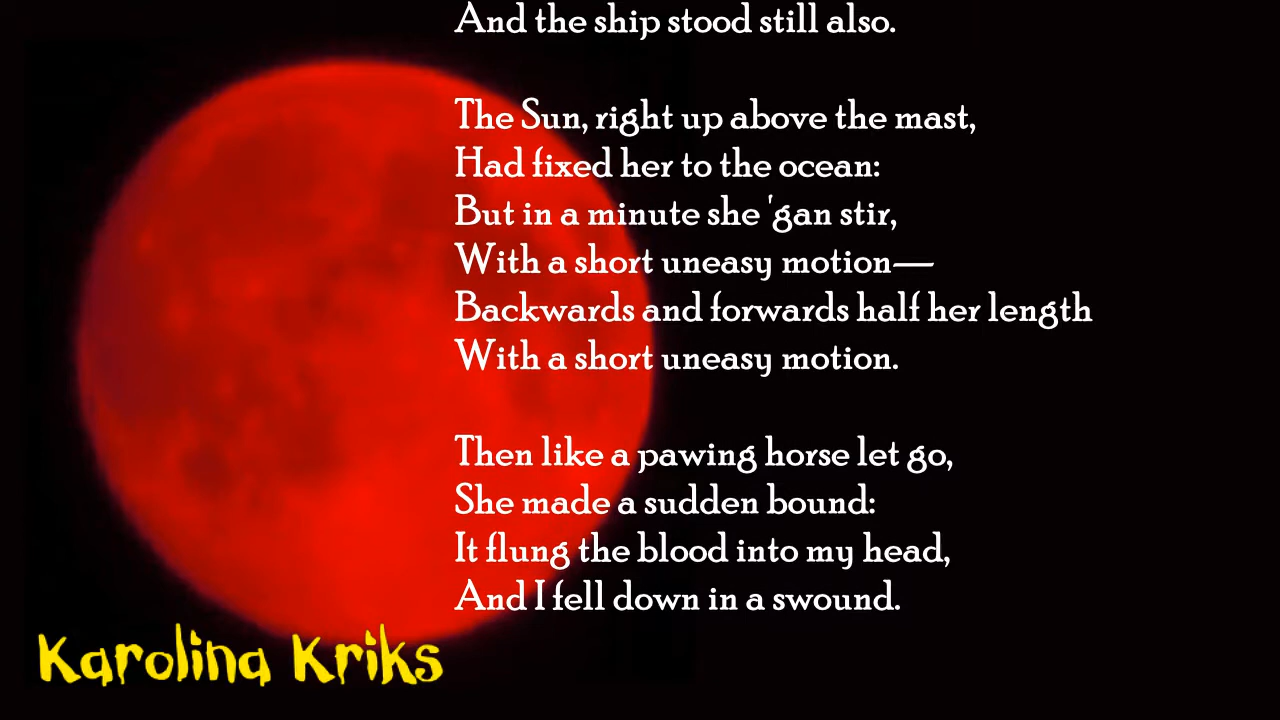 And the ship stood still also.
The Sun, right up above the mast,
Had fixed her to the ocean:
But in a minute she 'gan stir,
With a short uneasy motion—
Backwards and forwards half her length
With a short uneasy motion.
Then like a pawing horse let go,
She made a sudden bound:
It flung the blood into my head,
And I fell down in a swound.
Karolina Kriks